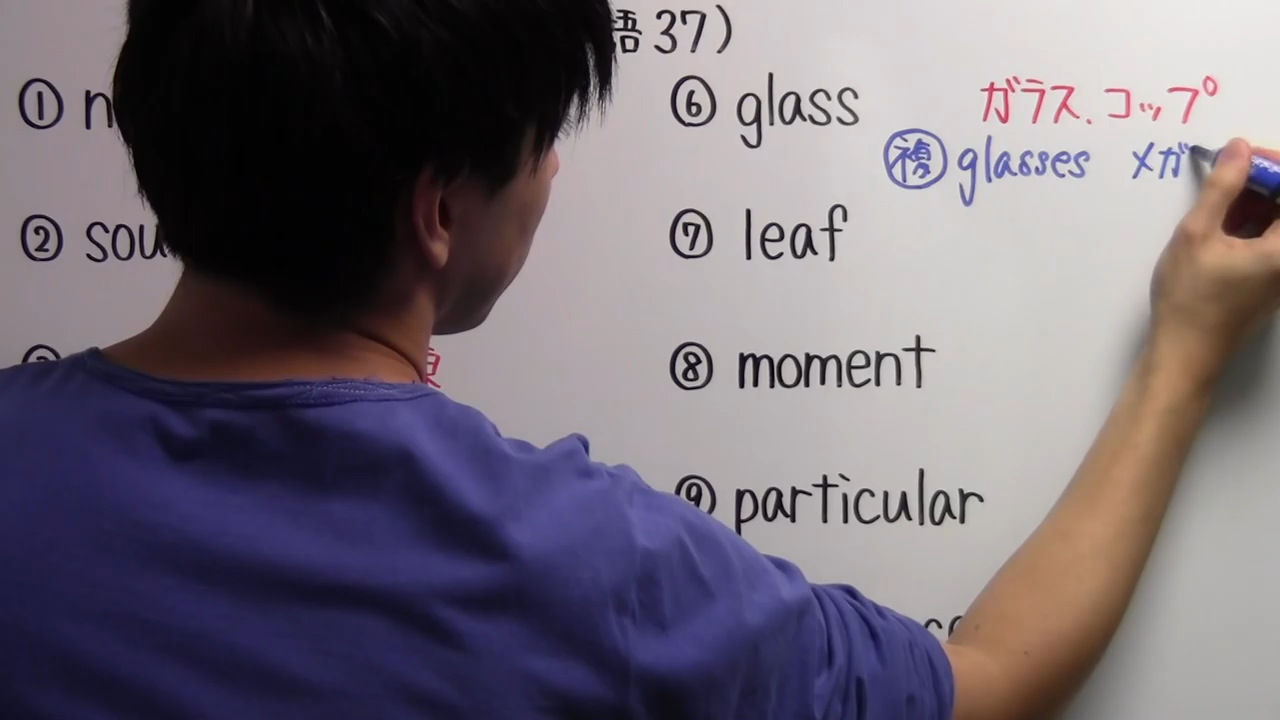 語37)
① n
② sou
⑥ glass ガラス.コップ
複 glasses メガ
⑦ leaf
⑧ moment
⑨ particular